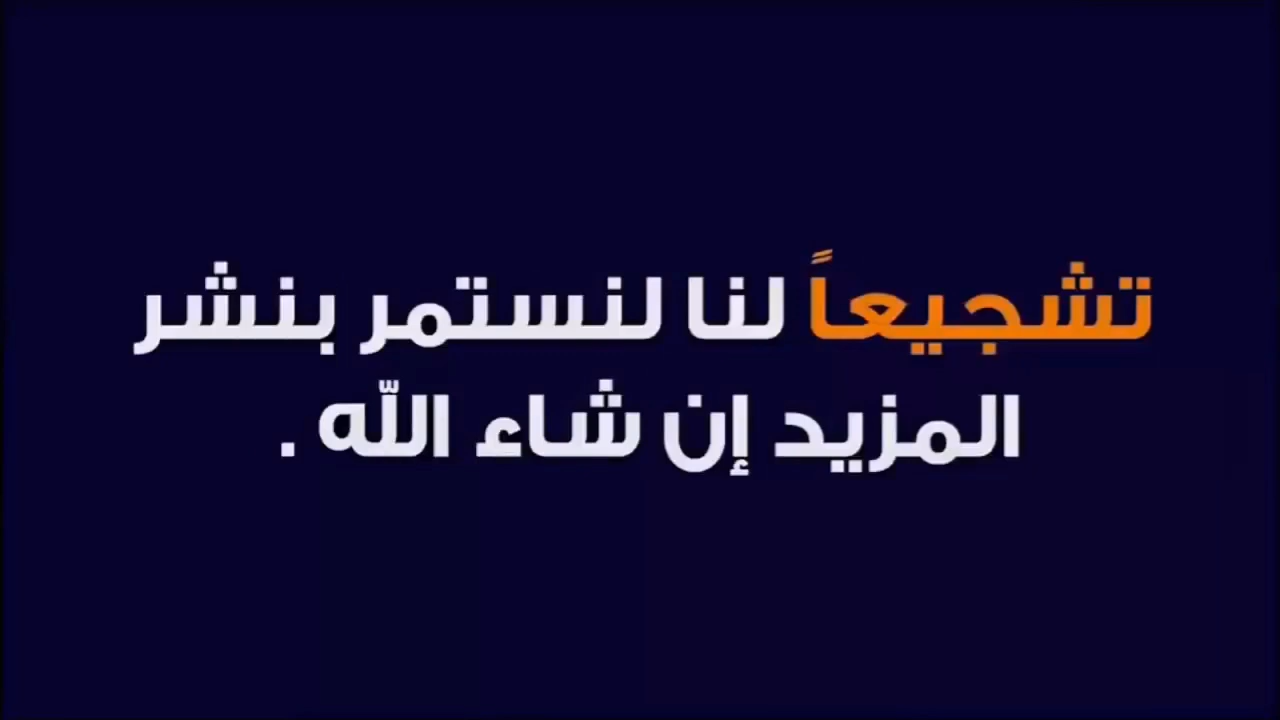 تشجيعاً لنا لنستمر بنشر
المزيد إن شاء اللّه .